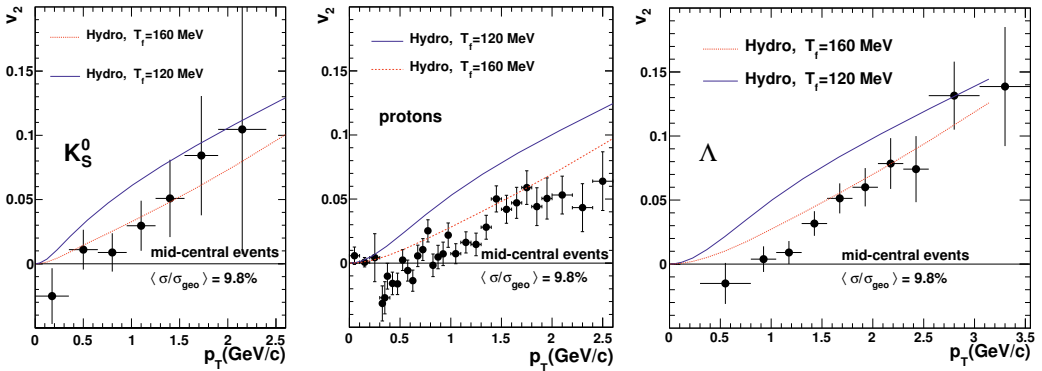 v2
Hydro, Tf=160 MeV
Hydro, Tf=120 MeV
K0S
mid-central events
⟨ σ/σgeo ⟩ = 9.8%
0.15
0.1
0.05
0
0 0.5 1 1.5 2 2.5
pT(GeV/c)
v2
Hydro, Tf=120 MeV
Hydro, Tf=160 MeV
protons
mid-central events
⟨ σ/σgeo ⟩ = 9.8%
0.15
0.1
0.05
0
0 0.5 1 1.5 2 2.5
pT(GeV/c)
v2
Hydro, Tf=160 MeV
Hydro, Tf=120 MeV
Λ
mid-central events
⟨ σ/σgeo ⟩ = 9.8%
0.15
0.1
0.05
0
0 0.5 1 1.5 2 2.5 3 3.5
pT(GeV/c)